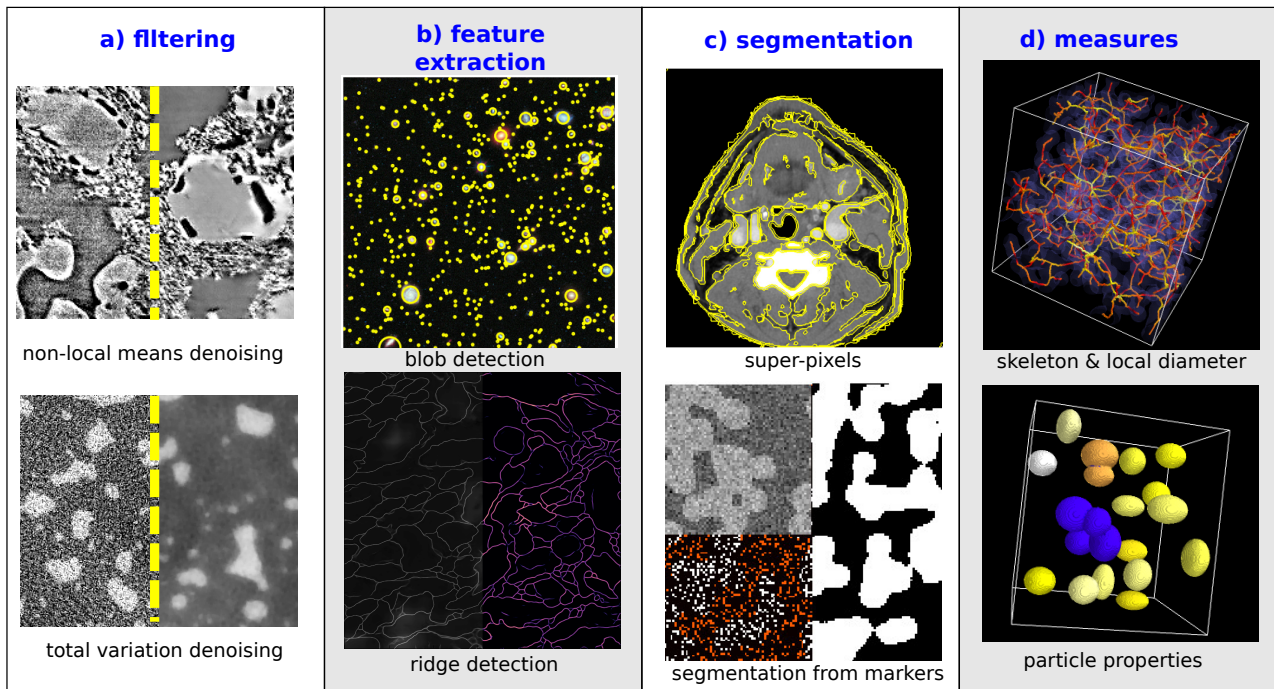 a) filtering
non-local means denoising
total variation denoising
b) feature
extraction
blob detection
ridge detection
c) segmentation
super-pixels
segmentation from markers
d) measures
skeleton & local diameter
particle properties